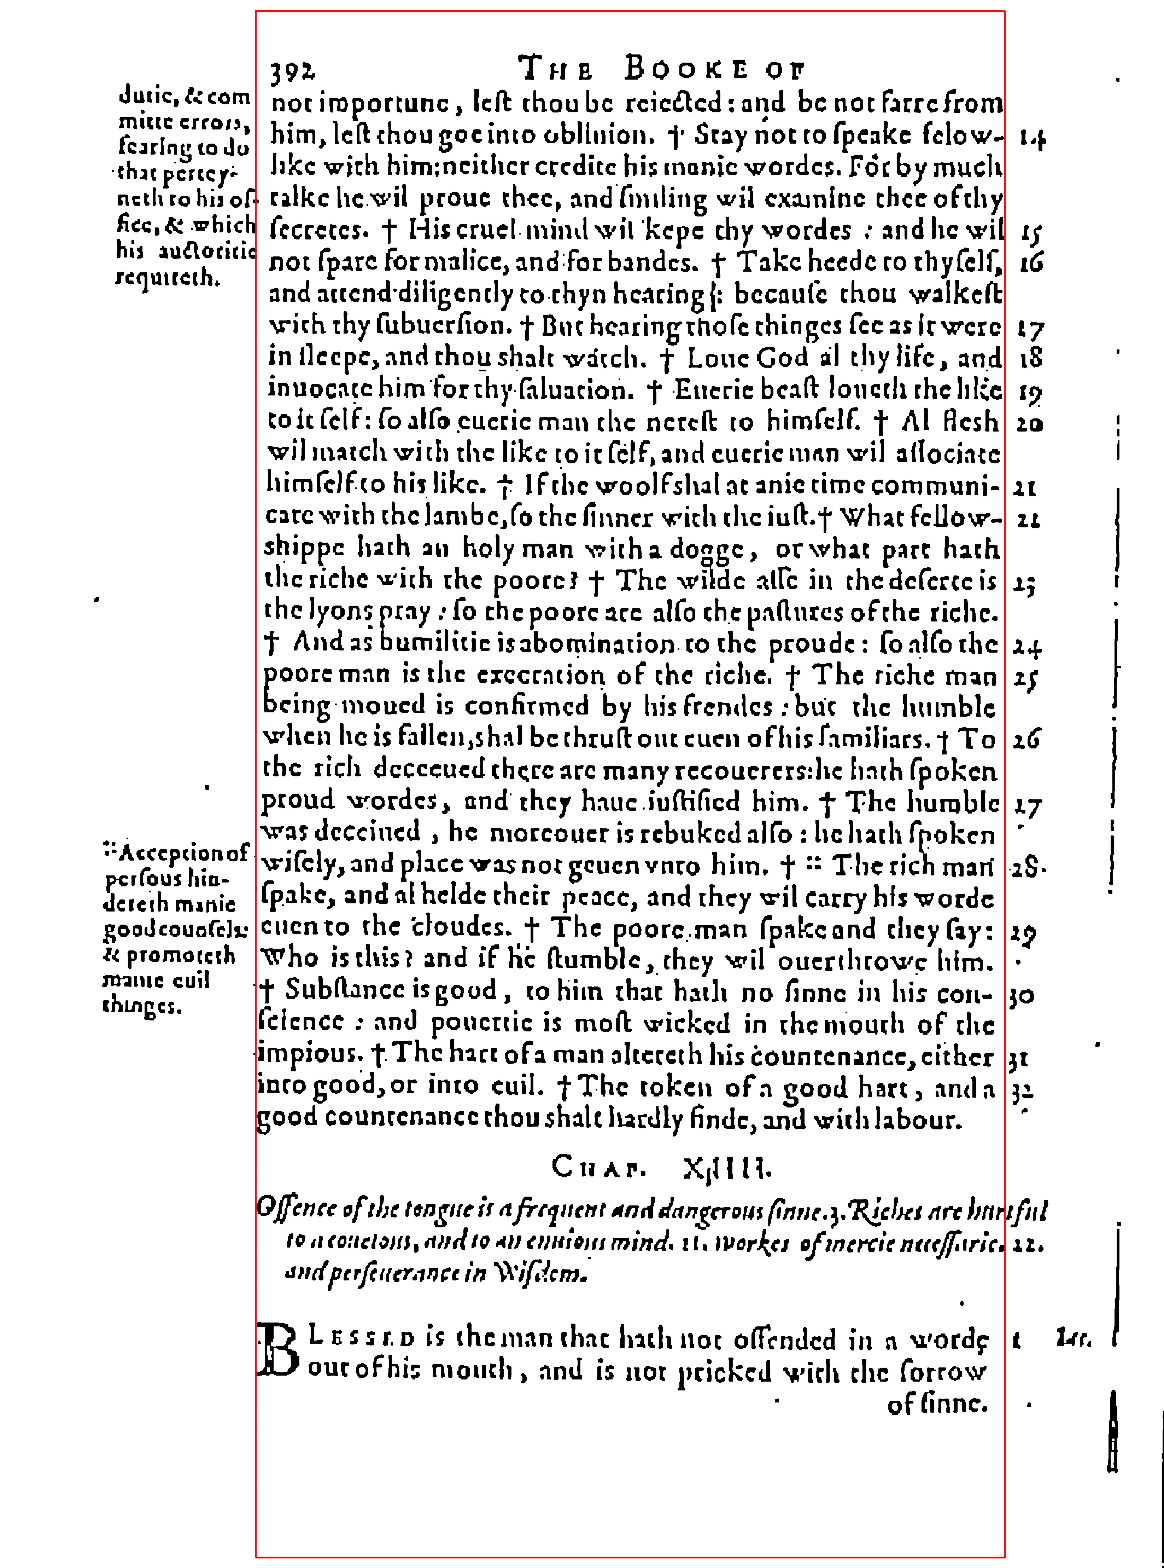 392 THE BOOKE OF
not importune, lest thou be reiected: and be not farre from
him, lest thou goe into obliuion. † Stay not to speake felow- 14
like with him: neither credite his manie wordes. For by much
talke he wil proue thee, and smiling wil examine thee of thy
secretes. † His cruel mind wil kepe thy wordes : and he wil 15
not spare for malice, and for bandes. † Take heede to thyself, 16
and attend diligently to thyn hearing : because thou walkest
with thy subuersion. † But hearing those thinges see as it were 17
in sleepe, and thou shalt watch. † Loue God al thy life, and 18
inuocate him for thy saluation. † Euerie beast loueth the like 19
to it self: so also euerie man the nerest to himself. † Al flesh 20
wil match with the like to it self, and euerie man wil associate
himself to his like. † If the woolf shal at anie time communi- 21
cate with the lambe, so the sinner with the iust. † What fellow- 22
shippe hath an holy man with a dogge, or what part hath
the riche with the poore? † The wilde asse in the deserte is 23
the lyons pray : so the poore are also the pastures of the riche.
† And as humilitie is abomination to the proude: so also the 24
poore man is the execration of the riche. † The riche man 25
being moued is confirmed by his frendes : but the humble
when he is fallen, shal be thrust out euen of his familiars. † To 26
the rich deceeued there are many recouerers: he hath spoken
proud wordes, and they haue iustified him. † The humble 27
was deceiued, he moreouer is rebuked also: he hath spoken
wisely, and place was not geuen vnto him. † :: The rich man 28.
spake, and al helde their peace, and they wil carry his worde
euen to the cloudes. † The poore man spake and they say: 29
Who is this? and if he stumble, they wil ouerthrowe him.
† Substance is good, to him that hath no sinne in his con- 30
science : and pouertie is most wicked in the mouth of the
impious. † The hart of a man altereth his countenance, either 31
into good, or into euil. † The token of a good hart, and a 32
good countenance thou shalt hardly finde, and with labour.
dutie, & com
mitte errors,
fearing to do
that pertey-
neth to his of-
fice, & which
his auctoritie
requireth.
:: Acception of
persons hin-
dereth manie
good counsels:
& promoteth
manie euil
thinges.
CHAP. XIIII.
Offence of the tongue is a frequent and dangerous sinne. 3. Riches are hurtful
to a couetous, and to an enuious mind. 11. workes of mercie necessarie. 22.
and perseuerance in Wisdem.
BLESSED is the man that hath not offended in a worde 1
out of his mouth, and is not pricked with the sorrow
of sinne.